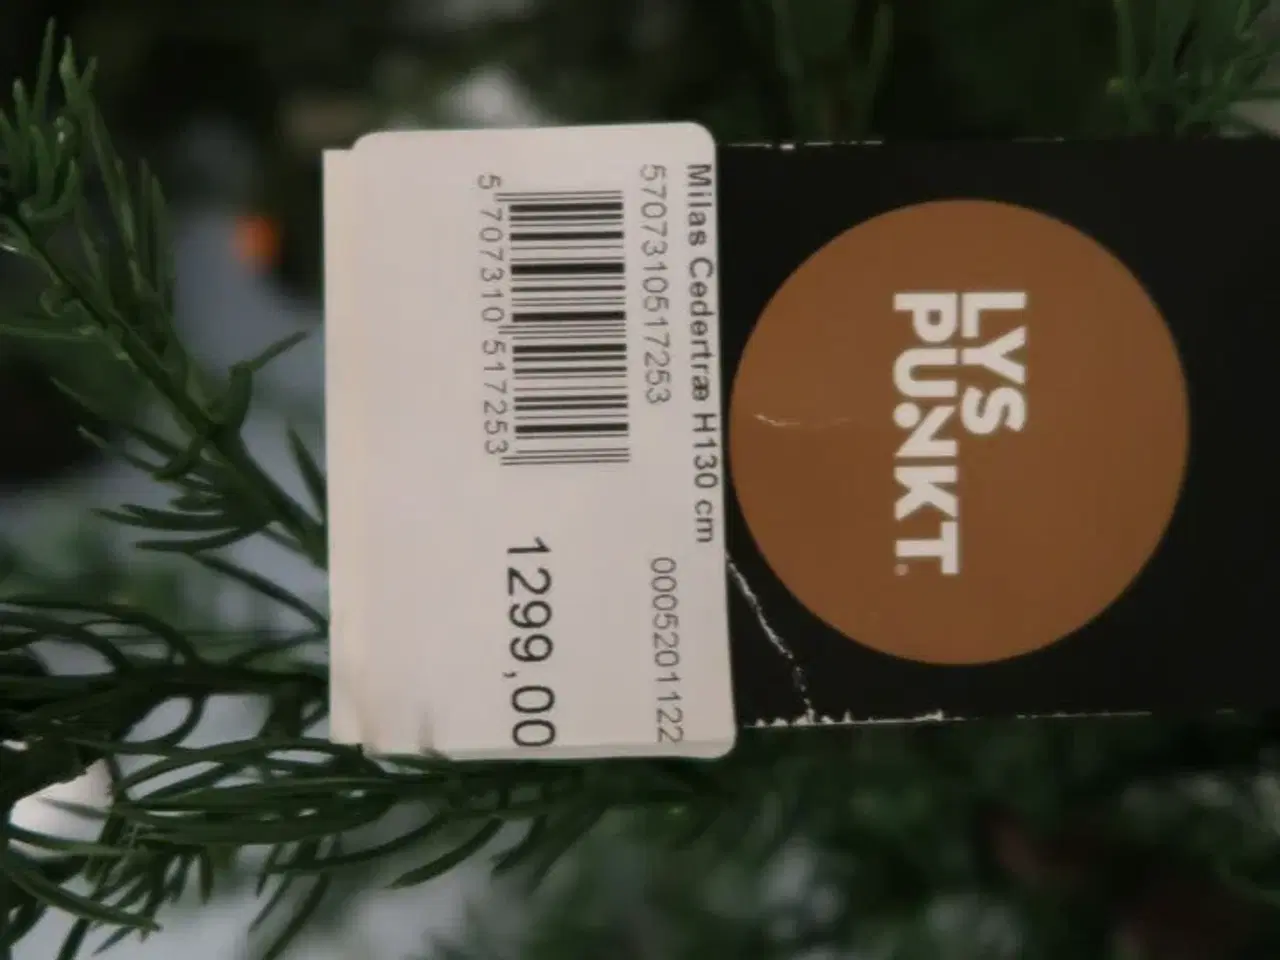 LYS
PUNKT.
Milas Cedertræ H130 cm
5707310517253 0005201122
5 707310 517253
1299,00